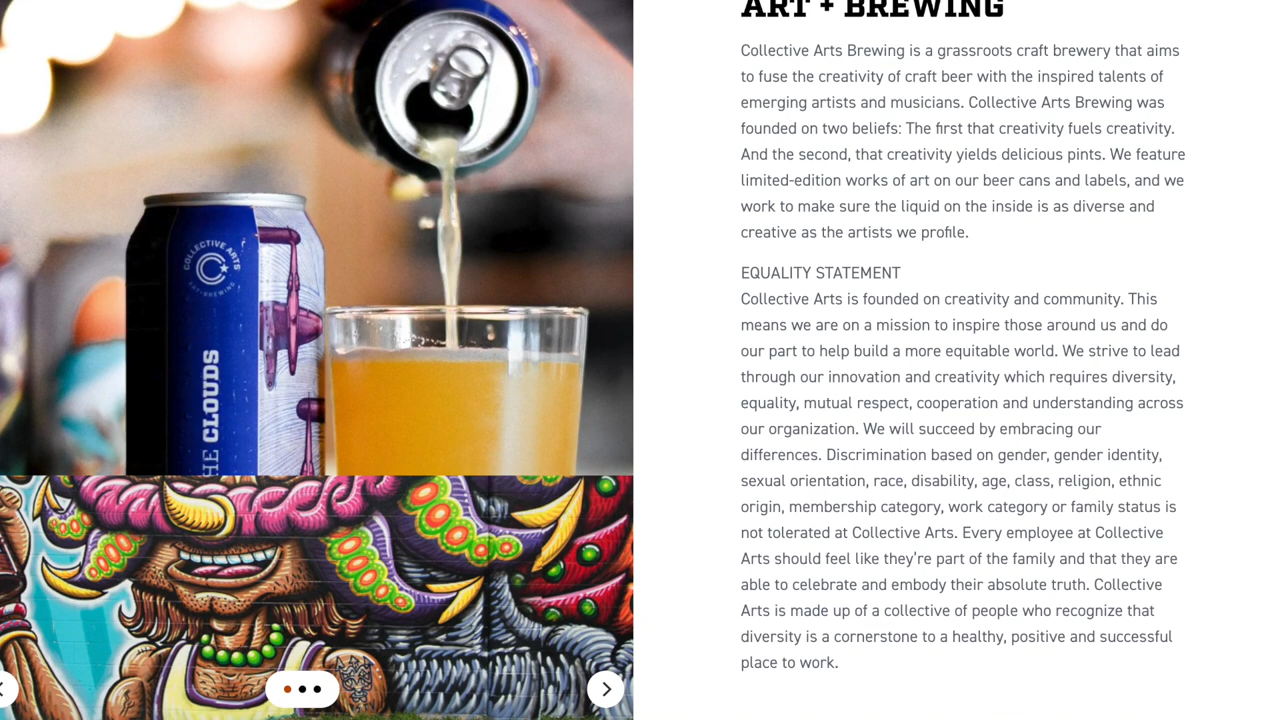 COLLECTIVE ARTS
ART+BREWING
THE CLOUDS
ART + BREWING
Collective Arts Brewing is a grassroots craft brewery that aims
to fuse the creativity of craft beer with the inspired talents of
emerging artists and musicians. Collective Arts Brewing was
founded on two beliefs: The first that creativity fuels creativity.
And the second, that creativity yields delicious pints. We feature
limited-edition works of art on our beer cans and labels, and we
work to make sure the liquid on the inside is as diverse and
creative as the artists we profile.
EQUALITY STATEMENT
Collective Arts is founded on creativity and community. This
means we are on a mission to inspire those around us and do
our part to help build a more equitable world. We strive to lead
through our innovation and creativity which requires diversity,
equality, mutual respect, cooperation and understanding across
our organization. We will succeed by embracing our
differences. Discrimination based on gender, gender identity,
sexual orientation, race, disability, age, class, religion, ethnic
origin, membership category, work category or family status is
not tolerated at Collective Arts. Every employee at Collective
Arts should feel like they’re part of the family and that they are
able to celebrate and embody their absolute truth. Collective
Arts is made up of a collective of people who recognize that
diversity is a cornerstone to a healthy, positive and successful
place to work.